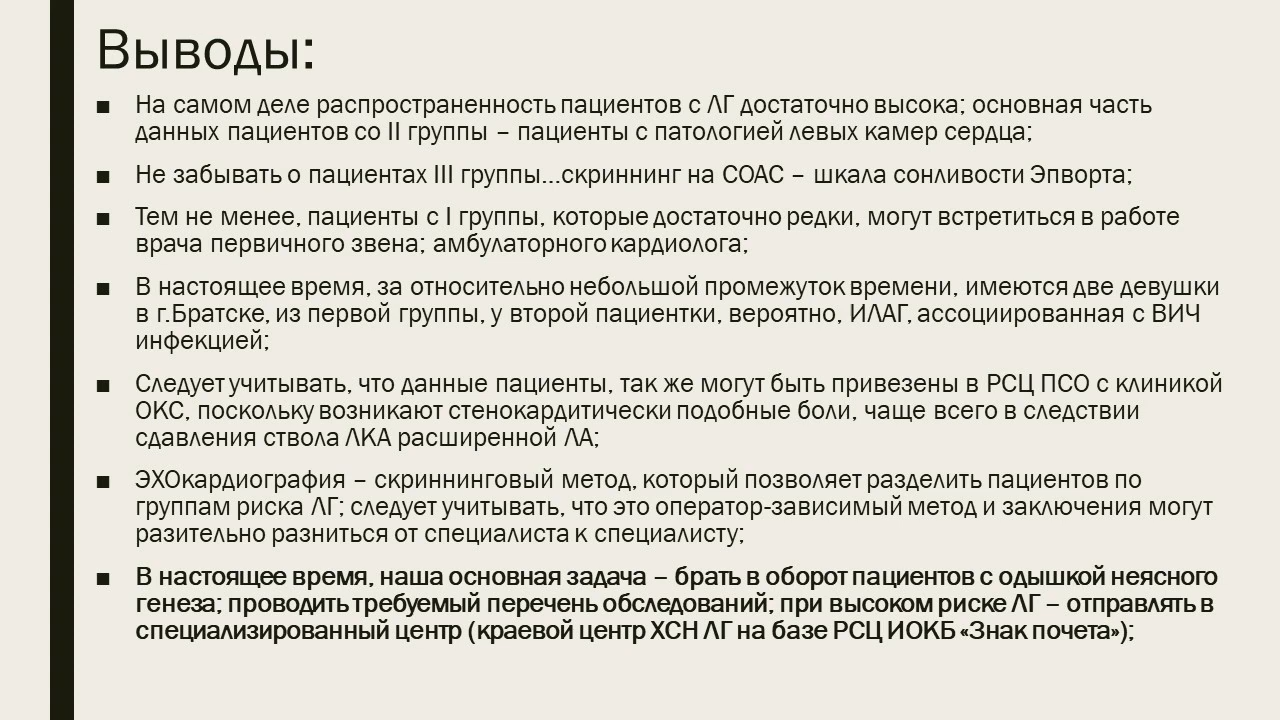 Выводы:
■ На самом деле распространенность пациентов с ЛГ достаточно высока; основная часть
данных пациентов со II группы – пациенты с патологией левых камер сердца;
■ Не забывать о пациентах III группы...скриннинг на СОАС – шкала сонливости Эпворта;
■ Тем не менее, пациенты с I группы, которые достаточно редки, могут встретиться в работе
врача первичного звена; амбулаторного кардиолога;
■ В настоящее время, за относительно небольшой промежуток времени, имеются две девушки
в г.Братске, из первой группы, у второй пациентки, вероятно, ИЛАГ, ассоциированная с ВИЧ
инфекцией;
■ Следует учитывать, что данные пациенты, так же могут быть привезены в РСЦ ПСО с клиникой
ОКС, поскольку возникают стенокардитически подобные боли, чаще всего в следствии
сдавления ствола ЛКА расширенной ЛА;
■ ЭХОкардиография – скриннинговый метод, который позволяет разделить пациентов по
группам риска ЛГ; следует учитывать, что это оператор-зависимый метод и заключения могут
разительно разниться от специалиста к специалисту;
■ В настоящее время, наша основная задача – брать в оборот пациентов с одышкой неясного
генеза; проводить требуемый перечень обследований; при высоком риске ЛГ – отправлять в
специализированный центр (краевой центр ХСН ЛГ на базе РСЦ ИОКБ «Знак почета»);